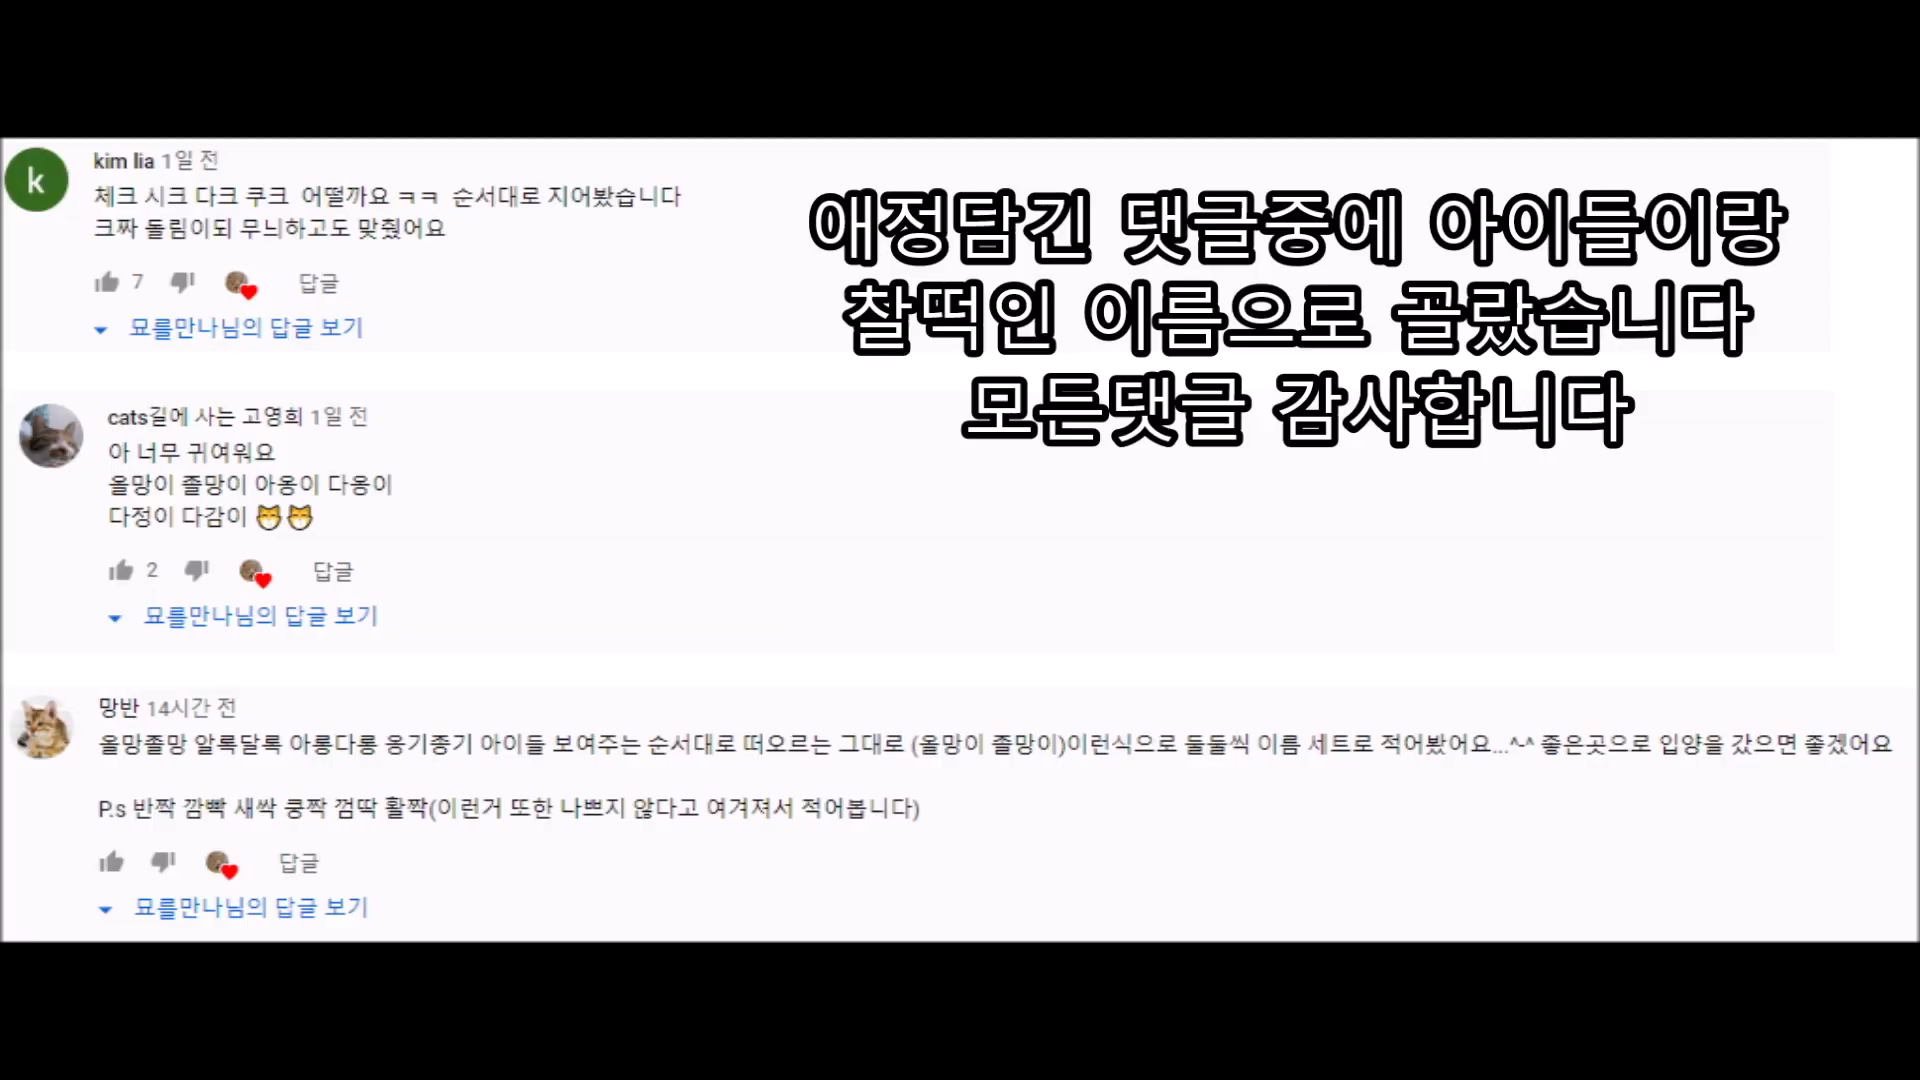 k
kim lia 1일 전
체크 시크 다크 쿠크 어떨까요 ㅋㅋ 순서대로 지어봤습니다
크짜 돌림이되 무늬하고도 맞췄어요
7 답글
묘를만나님의 답글 보기
애정담긴 댓글중에 아이들이랑
찰떡인 이름으로 골랐습니다
모든댓글 감사합니다
cats길에 사는 고영희 1일 전
아 너무 귀여워요
올망이 졸망이 아옹이 다옹이
다정이 다감이 😸😸
2 답글
묘를만나님의 답글 보기
망반 14시간 전
올망졸망 알록달록 아롱다롱 옹기종기 아이들 보여주는 순서대로 떠오르는 그대로 (올망이 졸망이)이런식으로 둘둘씩 이름 세트로 적어봤어요...^-^ 좋은곳으로 입양을 갔으면 좋겠어요
P.s 반짝 깜빡 새싹 쿵짝 껌딱 활짝(이런거 또한 나쁘지 않다고 여겨져서 적어봅니다)
답글
묘를만나님의 답글 보기